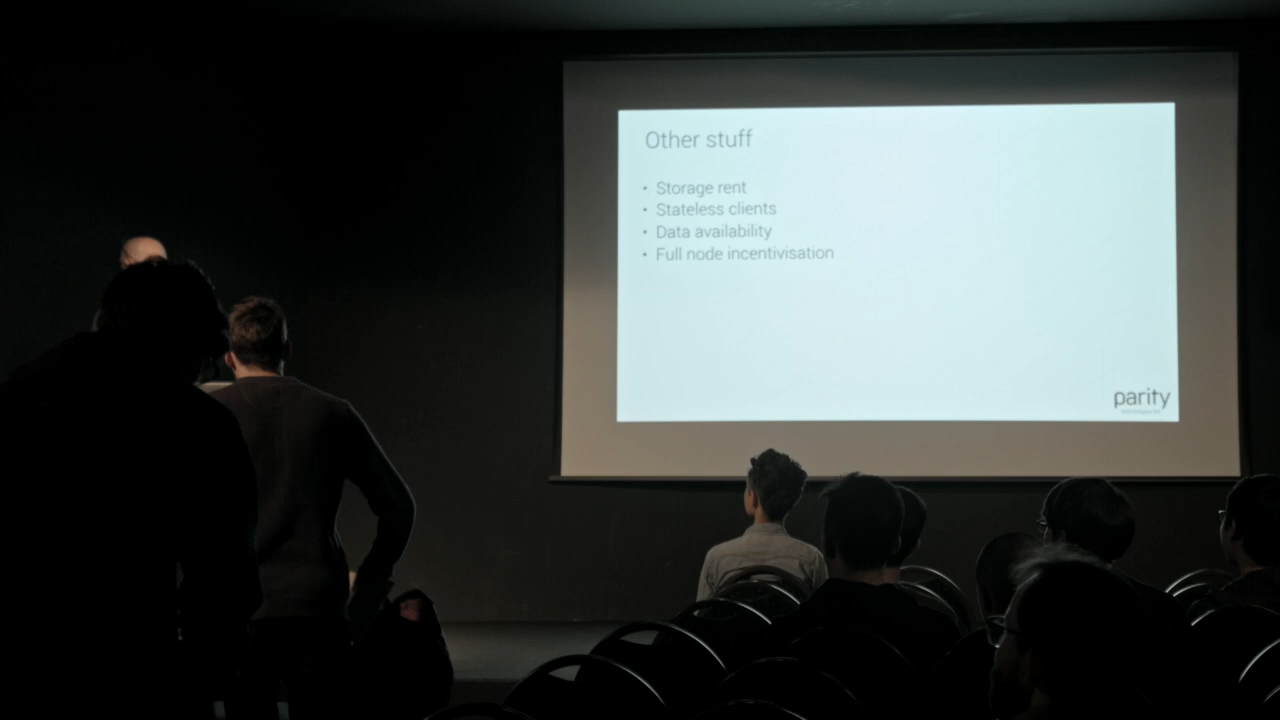 Other stuff
• Storage rent
• Stateless clients
• Data availability
• Full node incentivisation
parity